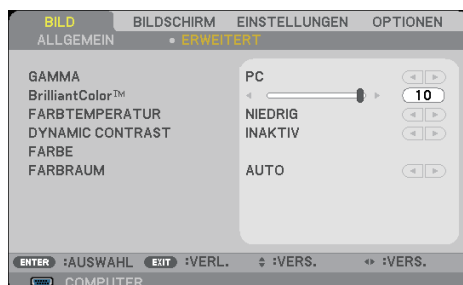 BILD BILDSCHIRM EINSTELLUNGEN OPTIONEN
ALLGEMEIN • ERWEITERT
GAMMA PC
BrilliantColor™ 10
FARBTEMPERATUR NIEDRIG
DYNAMIC CONTRAST INAKTIV
FARBE
FARBRAUM AUTO
ENTER :AUSWAHL EXIT :VERL. :VERS. :VERS.
COMPUTER